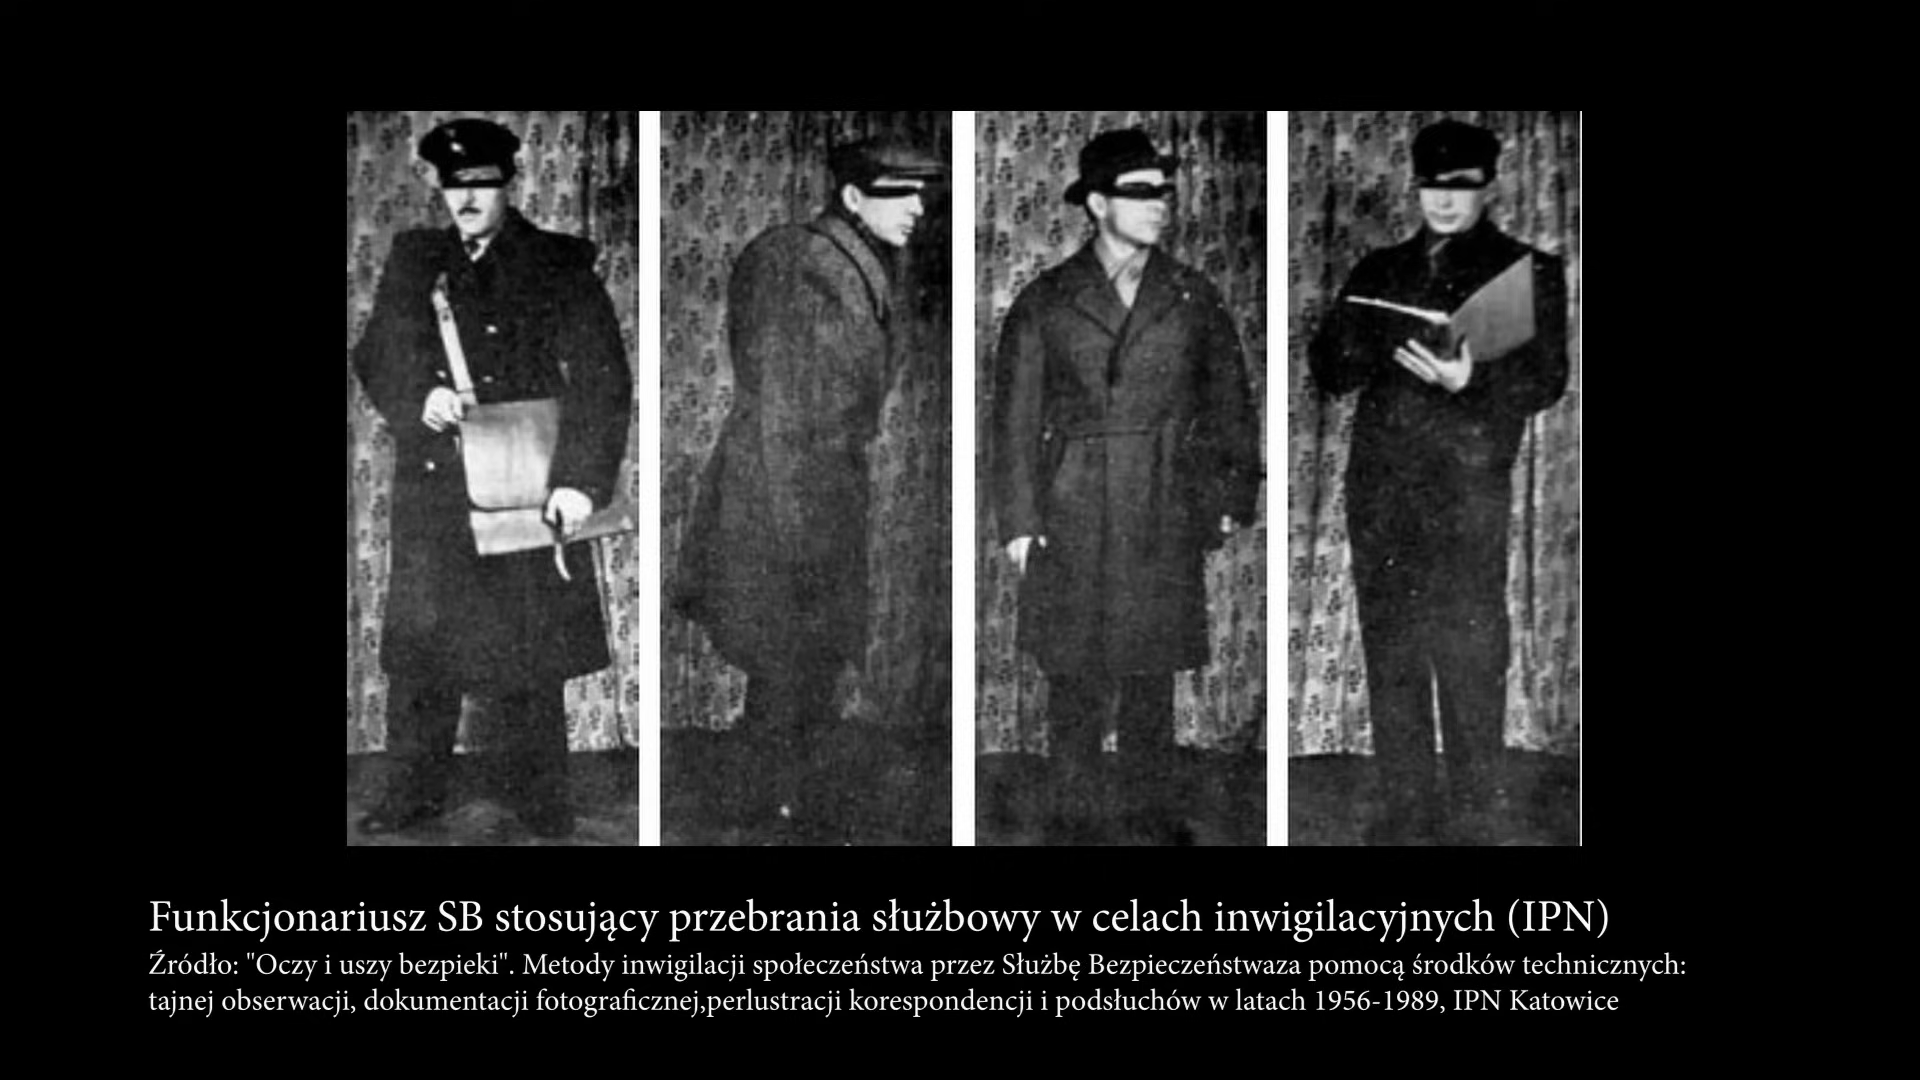 Funkcjonariusz SB stosujący przebrania służbowy w celach inwigilacyjnych (IPN)
Źródło: "Oczy i uszy bezpieki". Metody inwigilacji społeczeństwa przez Służbę Bezpieczeństwaza pomocą środków technicznych:
tajnej obserwacji, dokumentacji fotograficznej,perlustracji korespondencji i podsłuchów w latach 1956-1989, IPN Katowice